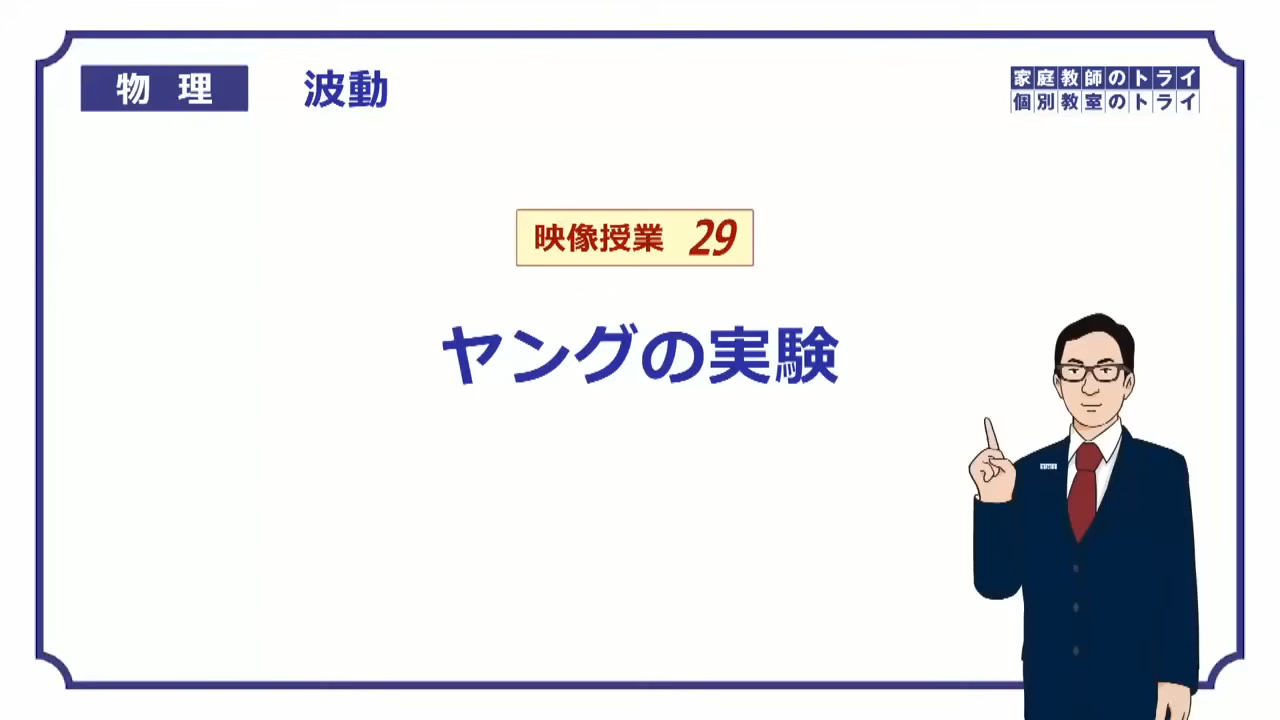 物理 波動
家庭教師のトライ
個別教室のトライ
映像授業 29
ヤングの実験